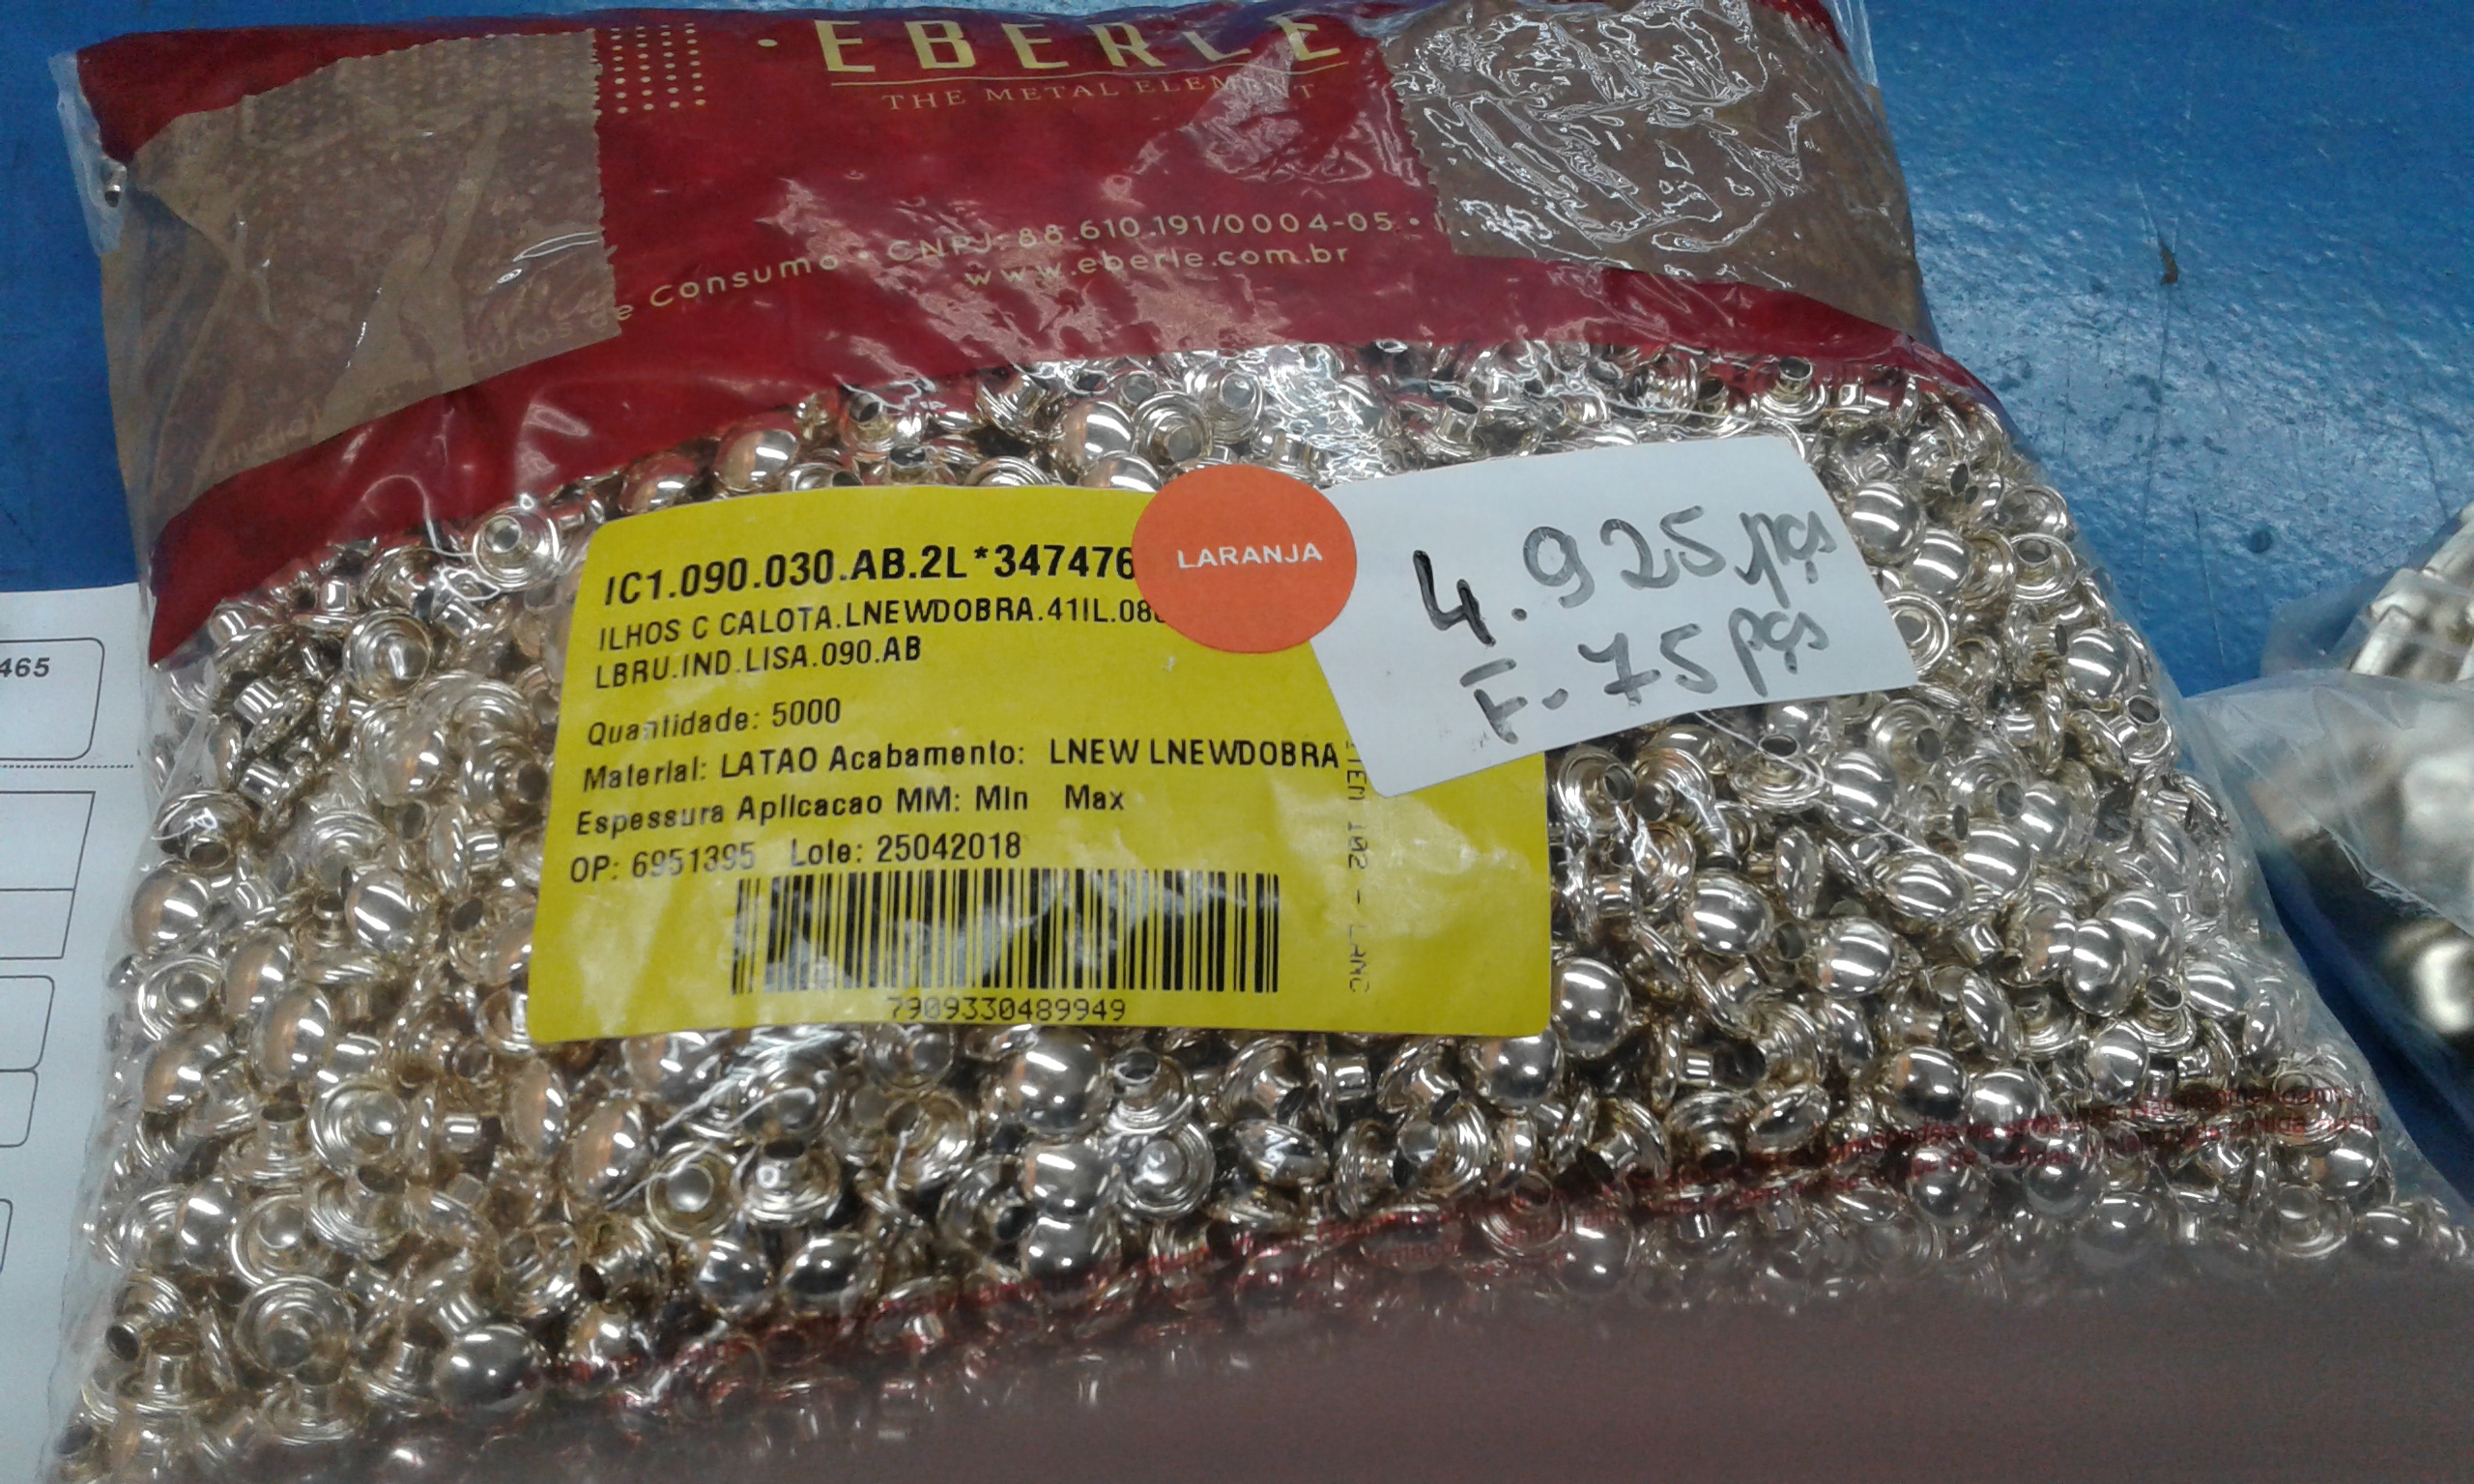 • EBERLE
THE METAL ELEMENT
de Consumo • CNPJ: 88.610.191/0004-05 •
www.eberle.com.br
465
IC1.090.030.AB.2L*347476
LARANJA
ILHOS C CALOTA.LNEWDOBRA.41IL.08
LBRU.IND.LISA.090.AB
Quantidade: 5000
Material: LATAO Acabamento: LNEW LNEWDOBRA
Espessura Aplicacao MM: Min Max
OP: 6951395 Lote: 25042018
7909330489949
4.925 pçs
F- 75 pçs